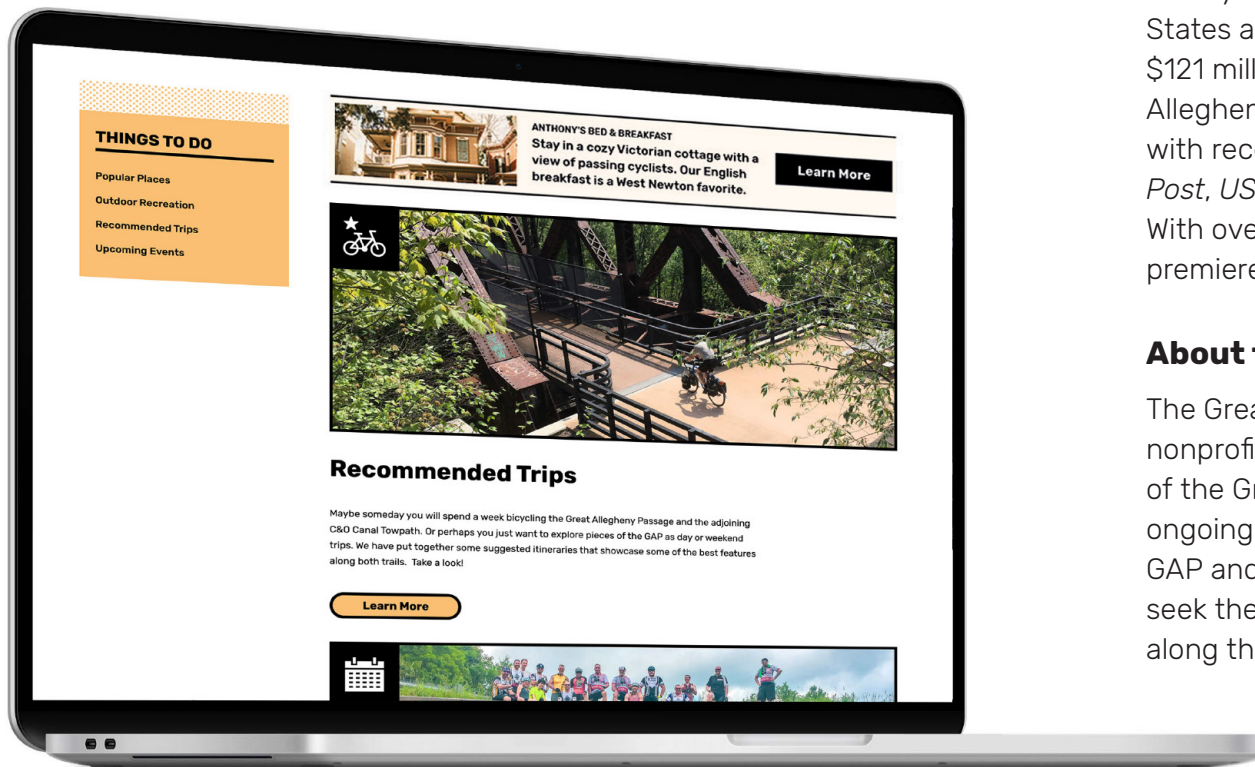 THINGS TO DO
Popular Places
Outdoor Recreation
Recommended Trips
Upcoming Events
ANTHONY'S BED & BREAKFAST
Stay in a cozy Victorian cottage with a
view of passing cyclists. Our English
breakfast is a West Newton favorite.
Learn More
Recommended Trips
Maybe someday you will spend a week bicycling the Great Allegheny Passage and the adjoining
C&O Canal Towpath. Or perhaps you just want to explore pieces of the GAP as day or weekend
trips. We have put together some suggested itineraries that showcase some of the best features
along both trails. Take a look!
Learn More
States a
$121 mill
Allegher
with rec
Post, US
With ove
premiere
About
The Grea
nonprofi
of the Gr
ongoing
GAP and
seek the
along th